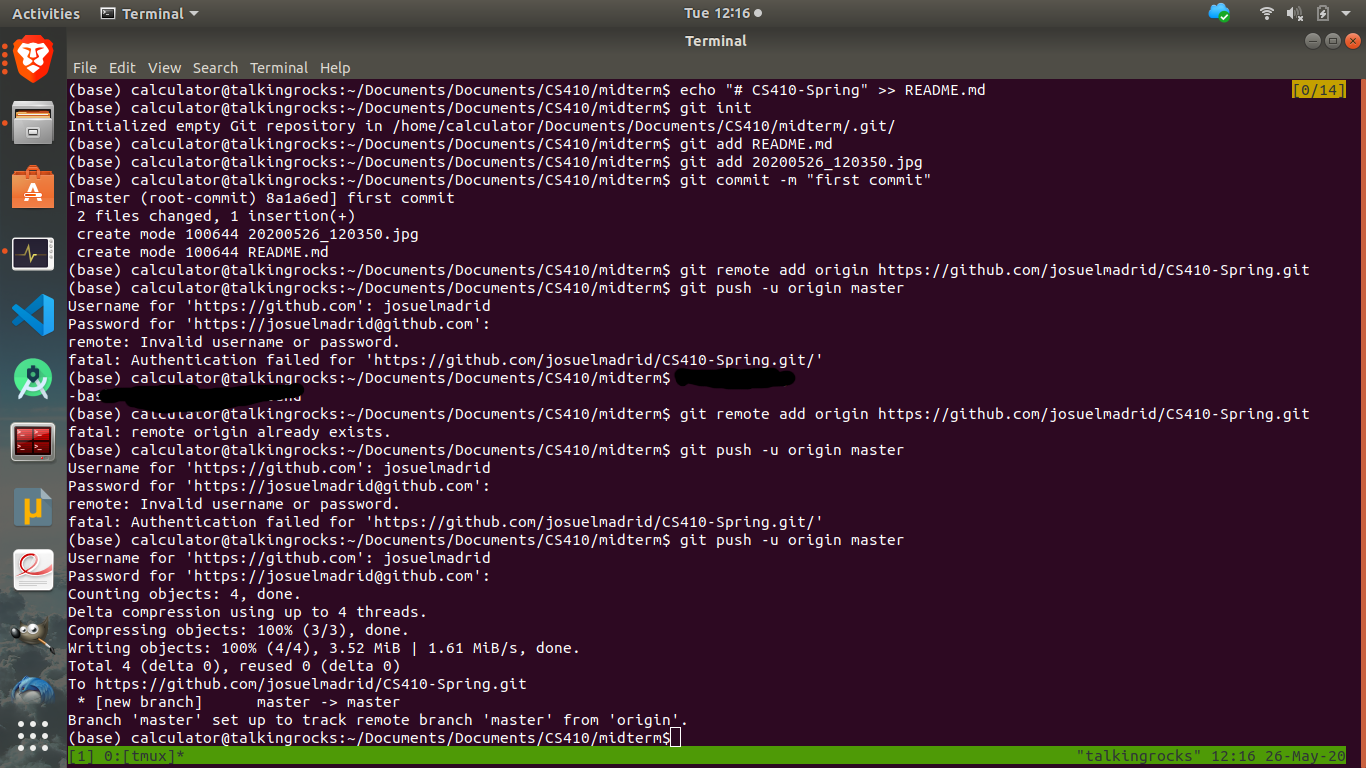 Activities Terminal Tue 12:16
Terminal
File Edit View Search Terminal Help
(base) calculator@talkingrocks:~/Documents/Documents/CS410/midterm$ echo "# CS410-Spring" >> README.md [0/14]
(base) calculator@talkingrocks:~/Documents/Documents/CS410/midterm$ git init
Initialized empty Git repository in /home/calculator/Documents/Documents/CS410/midterm/.git/
(base) calculator@talkingrocks:~/Documents/Documents/CS410/midterm$ git add README.md
(base) calculator@talkingrocks:~/Documents/Documents/CS410/midterm$ git add 20200526_120350.jpg
(base) calculator@talkingrocks:~/Documents/Documents/CS410/midterm$ git commit -m "first commit"
[master (root-commit) 8a1a6ed] first commit
 2 files changed, 1 insertion(+)
 create mode 100644 20200526_120350.jpg
 create mode 100644 README.md
(base) calculator@talkingrocks:~/Documents/Documents/CS410/midterm$ git remote add origin https://github.com/josuelmadrid/CS410-Spring.git
(base) calculator@talkingrocks:~/Documents/Documents/CS410/midterm$ git push -u origin master
Username for 'https://github.com': josuelmadrid
Password for 'https://josuelmadrid@github.com':
remote: Invalid username or password.
fatal: Authentication failed for 'https://github.com/josuelmadrid/CS410-Spring.git/'
(base) calculator@talkingrocks:~/Documents/Documents/CS410/midterm$
-bas
(base) calculator@talkingrocks:~/Documents/Documents/CS410/midterm$ git remote add origin https://github.com/josuelmadrid/CS410-Spring.git
fatal: remote origin already exists.
(base) calculator@talkingrocks:~/Documents/Documents/CS410/midterm$ git push -u origin master
Username for 'https://github.com': josuelmadrid
Password for 'https://josuelmadrid@github.com':
remote: Invalid username or password.
fatal: Authentication failed for 'https://github.com/josuelmadrid/CS410-Spring.git/'
(base) calculator@talkingrocks:~/Documents/Documents/CS410/midterm$ git push -u origin master
Username for 'https://github.com': josuelmadrid
Password for 'https://josuelmadrid@github.com':
Counting objects: 4, done.
Delta compression using up to 4 threads.
Compressing objects: 100% (3/3), done.
Writing objects: 100% (4/4), 3.52 MiB | 1.61 MiB/s, done.
Total 4 (delta 0), reused 0 (delta 0)
To https://github.com/josuelmadrid/CS410-Spring.git
 * [new branch]      master -> master
Branch 'master' set up to track remote branch 'master' from 'origin'.
(base) calculator@talkingrocks:~/Documents/Documents/CS410/midterm$
[1] 0:[tmux]* "talkingrocks" 12:16 26-May-20